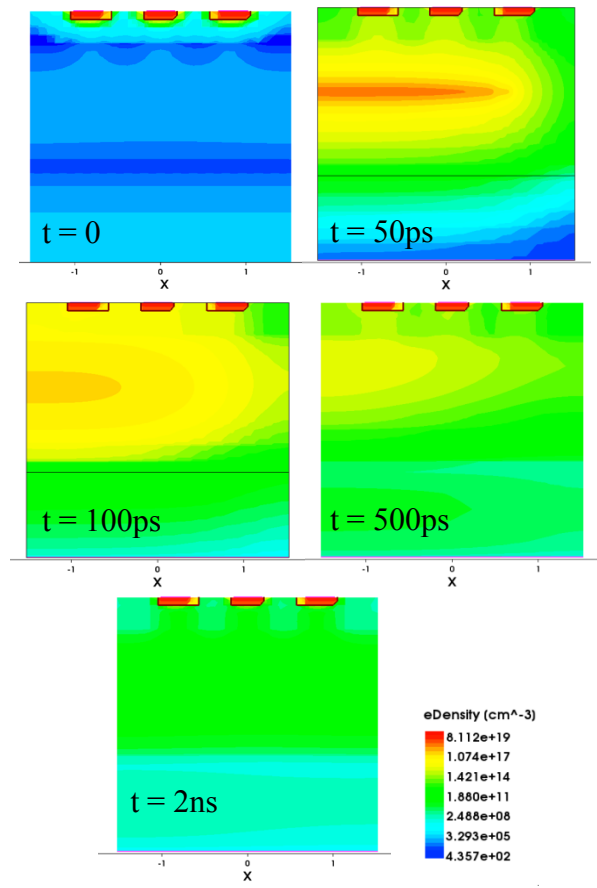 t = 0
-1 0 1
X
t = 50ps
-1 0 1
X
t = 100ps
-1 0 1
X
t = 500ps
-1 0 1
X
t = 2ns
-1 0 1
X
eDensity (cm^-3)
8.112e+19
1.074e+17
1.421e+14
1.880e+11
2.488e+08
3.293e+05
4.357e+02